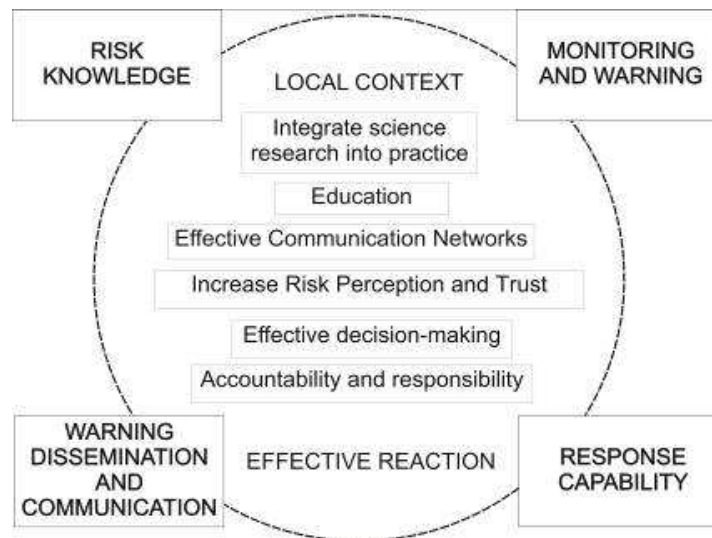 RISK
KNOWLEDGE
MONITORING
AND WARNING
LOCAL CONTEXT
Integrate science
research into practice
Education
Effective Communication Networks
Increase Risk Perception and Trust
Effective decision-making
Accountability and responsibility
WARNING
DISSEMINATION
AND
COMMUNICATION
EFFECTIVE REACTION
RESPONSE
CAPABILITY